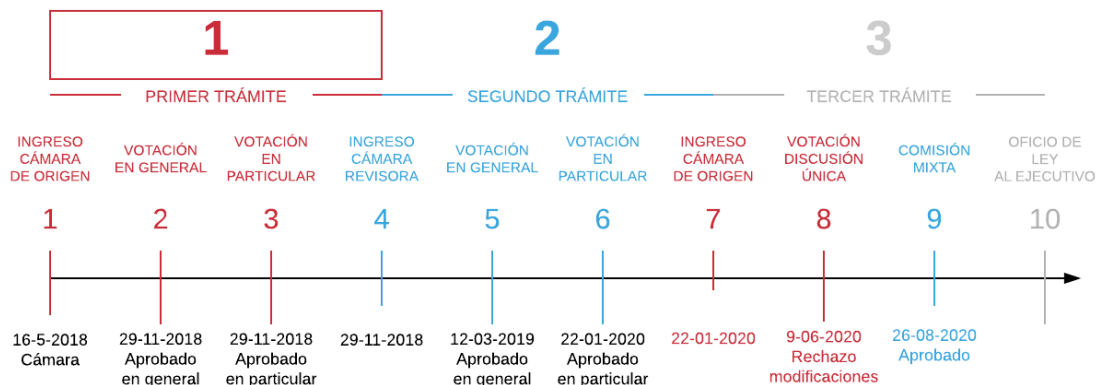 1
2
3
PRIMER TRÁMITE
SEGUNDO TRÁMITE
TERCER TRÁMITE
INGRESO
CÁMARA
DE ORIGEN
VOTACIÓN
EN GENERAL
VOTACIÓN
EN
PARTICULAR
INGRESO
CÁMARA
REVISORA
VOTACIÓN
EN GENERAL
VOTACIÓN
EN
PARTICULAR
INGRESO
CÁMARA
DE ORIGEN
VOTACIÓN
DISCUSIÓN
ÚNICA
COMISIÓN
MIXTA
OFICIO DE
LEY
AL EJECUTIVO
1
2
3
4
5
6
7
8
9
10
16-5-2018
Cámara
29-11-2018
Aprobado
en general
29-11-2018
Aprobado
en particular
29-11-2018
12-03-2019
Aprobado
en general
22-01-2020
Aprobado
en particular
22-01-2020
9-06-2020
Rechazo
modificaciones
26-08-2020
Aprobado